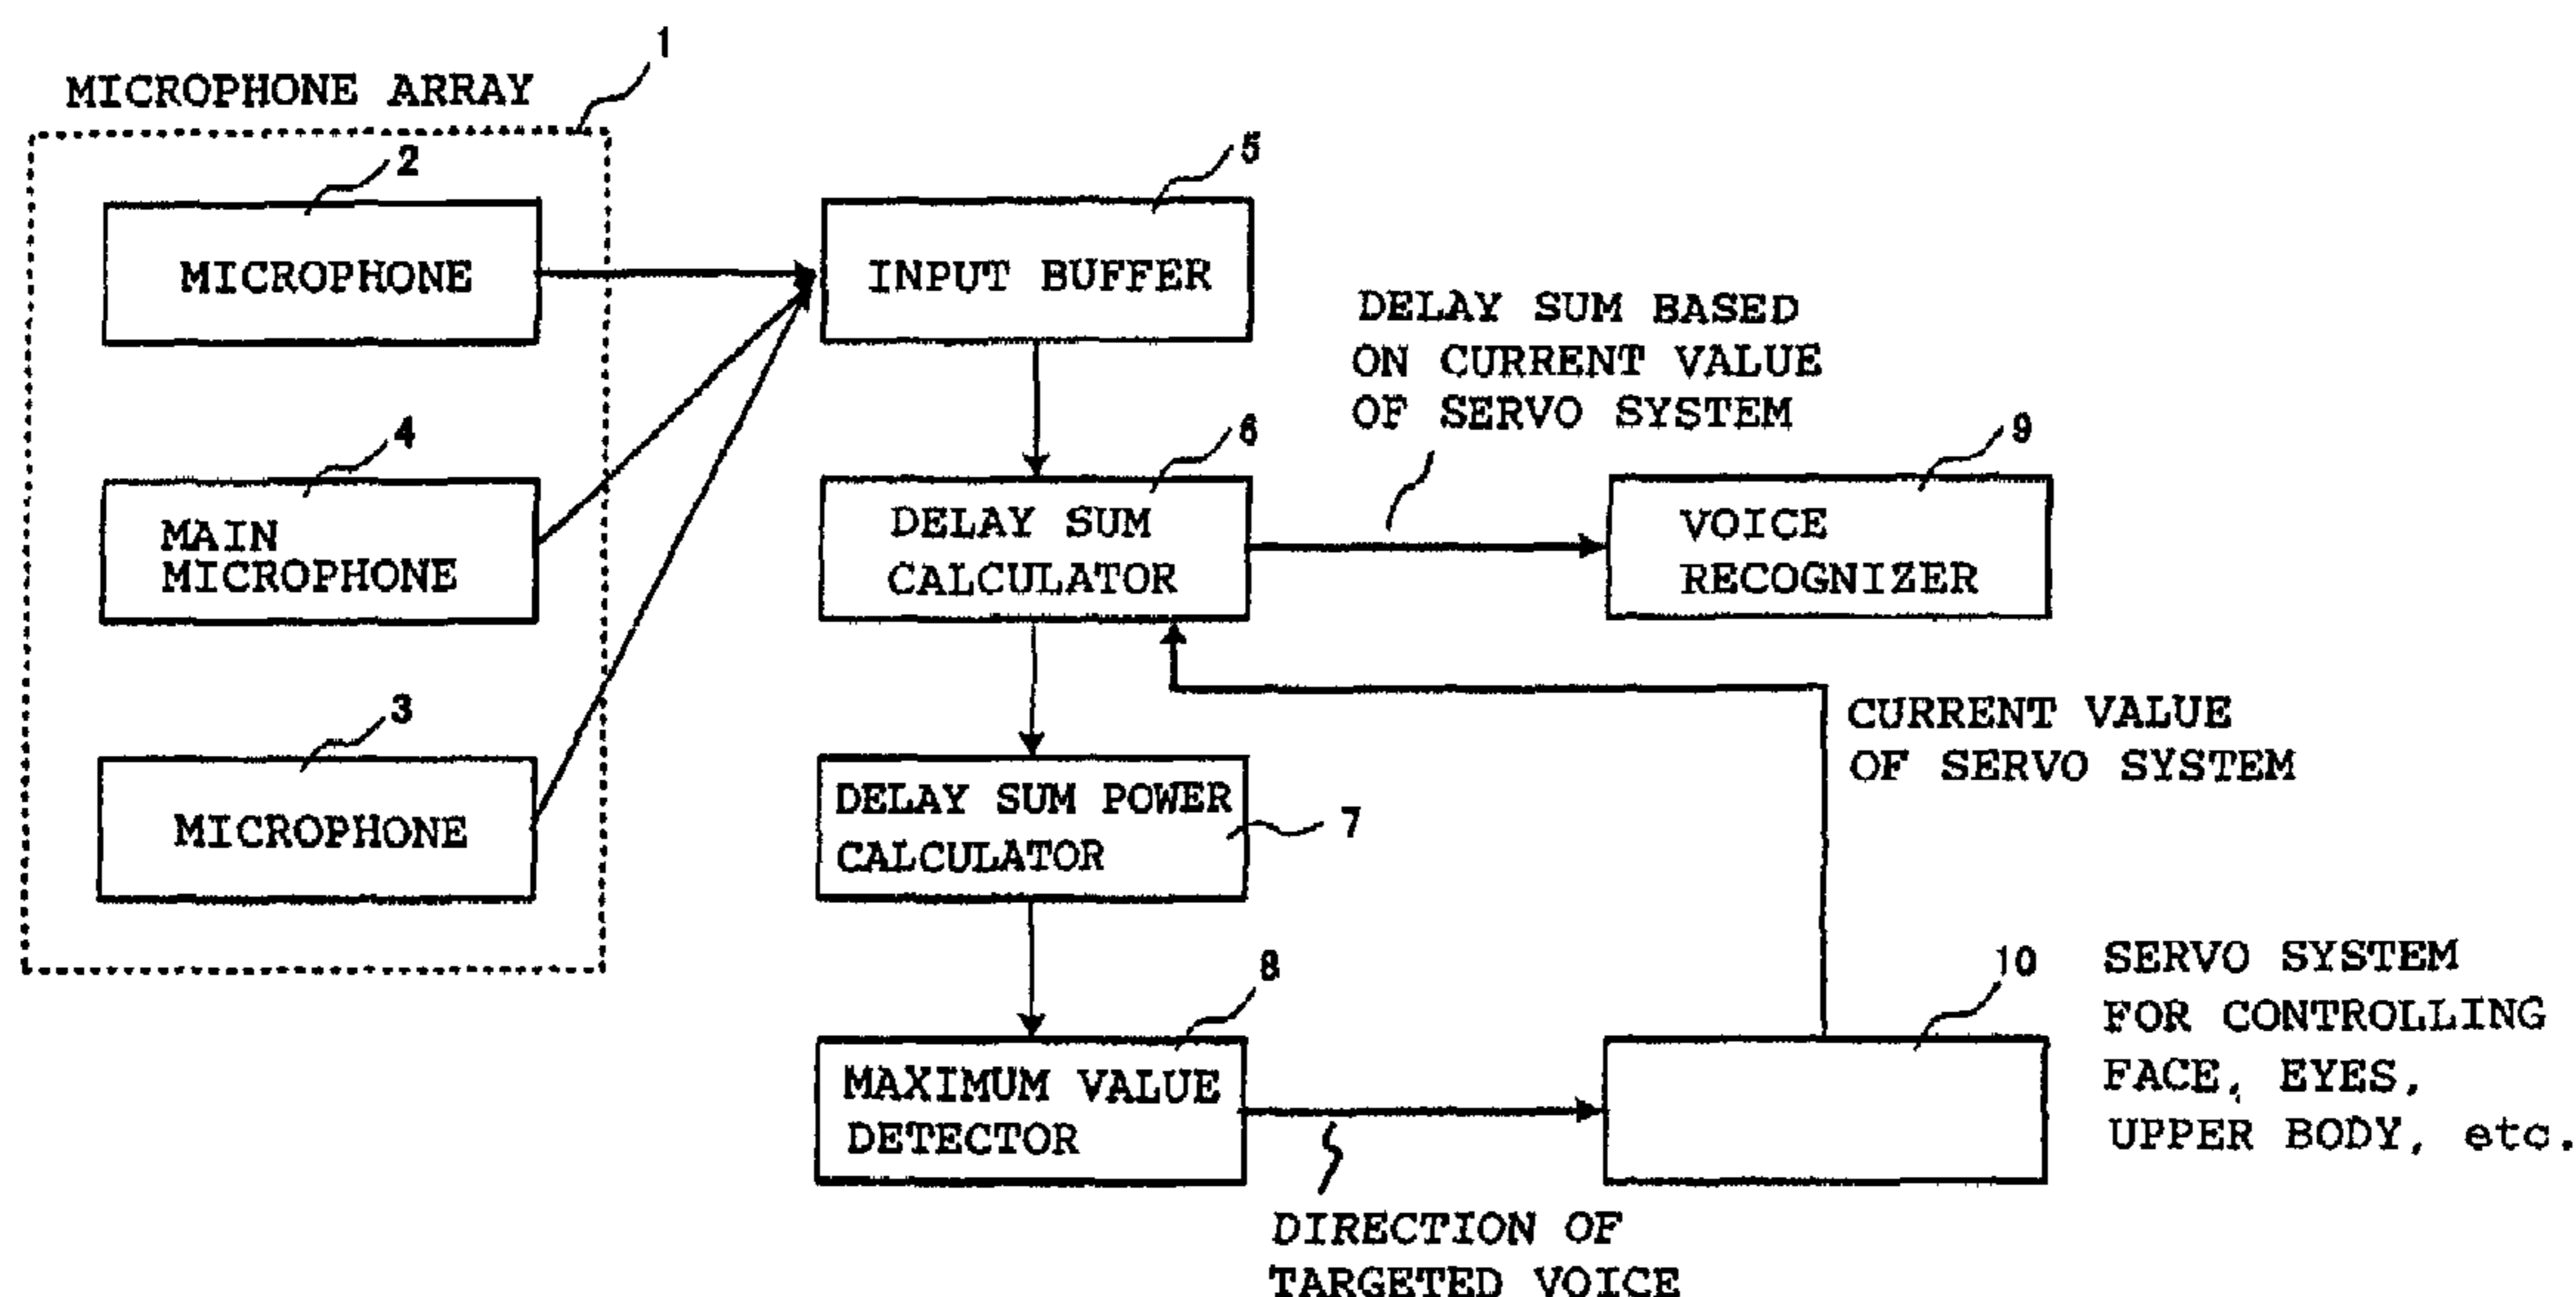 1
MICROPHONE ARRAY
2
MICROPHONE
4
MAIN
MICROPHONE
3
MICROPHONE
5
INPUT BUFFER
6
DELAY SUM
CALCULATOR
DELAY SUM BASED
ON CURRENT VALUE
OF SERVO SYSTEM
9
VOICE
RECOGNIZER
CURRENT VALUE
OF SERVO SYSTEM
DELAY SUM POWER
CALCULATOR
7
8
MAXIMUM VALUE
DETECTOR
DIRECTION OF
TARGETED VOICE
10
SERVO SYSTEM
FOR CONTROLLING
FACE, EYES,
UPPER BODY, etc.